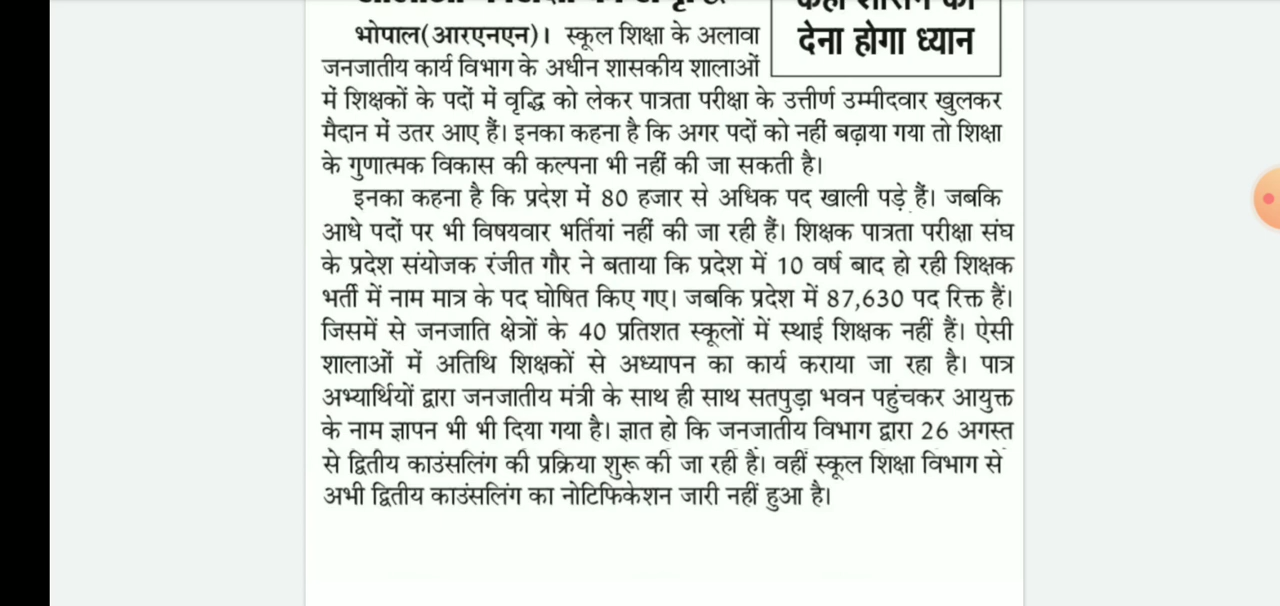 देना होगा ध्यान
भोपाल(आरएनएन)। स्कूल शिक्षा के अलावा
जनजातीय कार्य विभाग के अधीन शासकीय शालाओं
में शिक्षकों के पदों में वृद्धि को लेकर पात्रता परीक्षा के उत्तीर्ण उम्मीदवार खुलकर
मैदान में उतर आए हैं। इनका कहना है कि अगर पदों को नहीं बढ़ाया गया तो शिक्षा
के गुणात्मक विकास की कल्पना भी नहीं की जा सकती है।
इनका कहना है कि प्रदेश में 80 हजार से अधिक पद खाली पड़े हैं। जबकि
आधे पदों पर भी विषयवार भर्तियां नहीं की जा रही हैं। शिक्षक पात्रता परीक्षा संघ
के प्रदेश संयोजक रंजीत गौर ने बताया कि प्रदेश में 10 वर्ष बाद हो रही शिक्षक
भर्ती में नाम मात्र के पद घोषित किए गए। जबकि प्रदेश में 87,630 पद रिक्त हैं।
जिसमें से जनजाति क्षेत्रों के 40 प्रतिशत स्कूलों में स्थाई शिक्षक नहीं हैं। ऐसी
शालाओं में अतिथि शिक्षकों से अध्यापन का कार्य कराया जा रहा है। पात्र
अभ्यार्थियों द्वारा जनजातीय मंत्री के साथ ही साथ सतपुड़ा भवन पहुंचकर आयुक्त
के नाम ज्ञापन भी भी दिया गया है। ज्ञात हो कि जनजातीय विभाग द्वारा 26 अगस्त
से द्वितीय काउंसलिंग की प्रक्रिया शुरू की जा रही है। वहीं स्कूल शिक्षा विभाग से
अभी द्वितीय काउंसलिंग का नोटिफिकेशन जारी नहीं हुआ है।